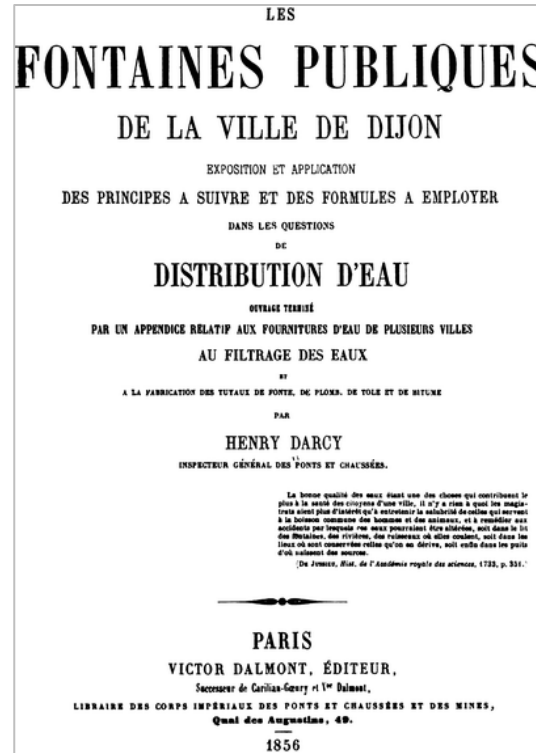 LES
FONTAINES PUBLIQUES
DE LA VILLE DE DIJON
EXPOSITION ET APPLICATION
DES PRINCIPES A SUIVRE ET DES FORMULES A EMPLOYER
DANS LES QUESTIONS
DE
DISTRIBUTION D'EAU
OUVRAGE TERMINÉ
PAR UN APPENDICE RELATIF AUX FOURNITURES D'EAU DE PLUSIEURS VILLES
AU FILTRAGE DES EAUX
ET
A LA FABRICATION DES TUYAUX DE FONTE, DE PLOMB, DE TOLE ET DE BITUME
PAR
HENRY DARCY
INSPECTEUR GÉNÉRAL DES PONTS ET CHAUSSÉES.
La bonne qualité des eaux étant une des choses qui contribuent le
plus à la santé des citoyens d'une ville, il n'y a rien à quoi les magis-
trats aient plus d'intérêt qu'à entretenir la salubrité de celles qui servent
à la boisson commune des hommes et des animaux, et à remédier aux
accidents par lesquels ces eaux pourraient être altérées, soit dans le lit
des fontaines, des rivières, des ruisseaux où elles coulent, soit dans les
lieux où sont conservées celles qu'on en dérive, soit enfin dans les puits
d'où naissent des sources.
(De Jussieu, Hist. de l'Académie royale des sciences, 1733, p. 351.)
PARIS
VICTOR DALMONT, ÉDITEUR,
Successeur de Carilian-Gœury et Vor Dalmont,
LIBRAIRE DES CORPS IMPÉRIAUX DES PONTS ET CHAUSSÉES ET DES MINES,
Quai des Augustins, 49.
1856